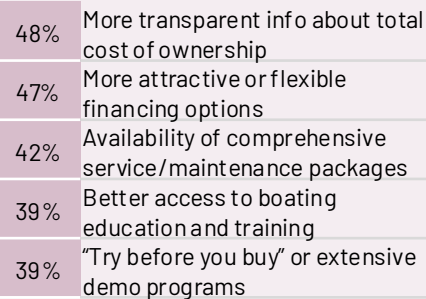 48% More transparent info about total
cost of ownership
47% More attractive or flexible
financing options
42% Availability of comprehensive
service/maintenance packages
39% Better access to boating
education and training
39% “Try before you buy” or extensive
demo programs